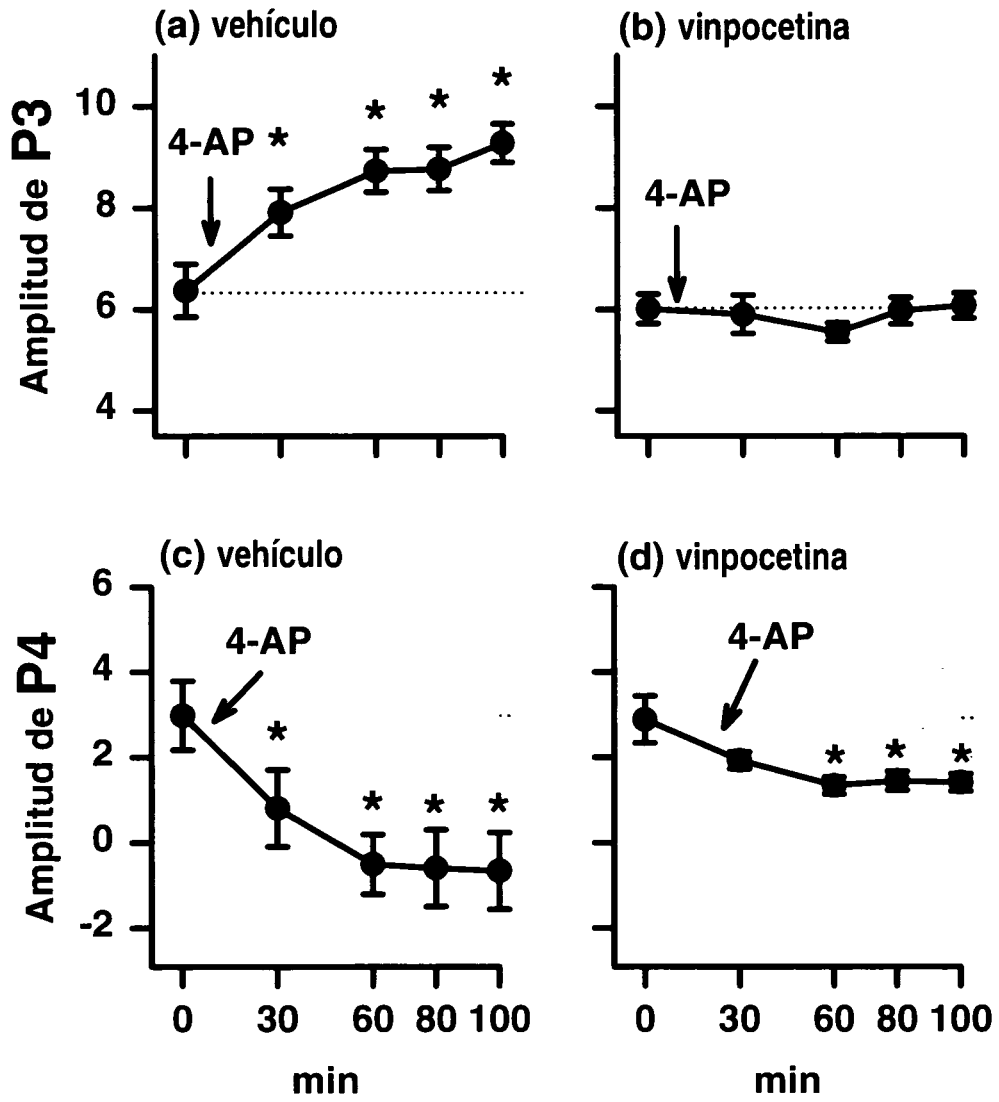 (a) vehículo
(b) vinpocetina
Amplitud de P3
10
8
6
4
4-AP
*
*
*
*
4-AP
(c) vehículo
(d) vinpocetina
Amplitud de P4
6
4
2
0
-2
4-AP
*
*
*
*
4-AP
*
*
*
0 30 60 80 100
0 30 60 80 100
min
min